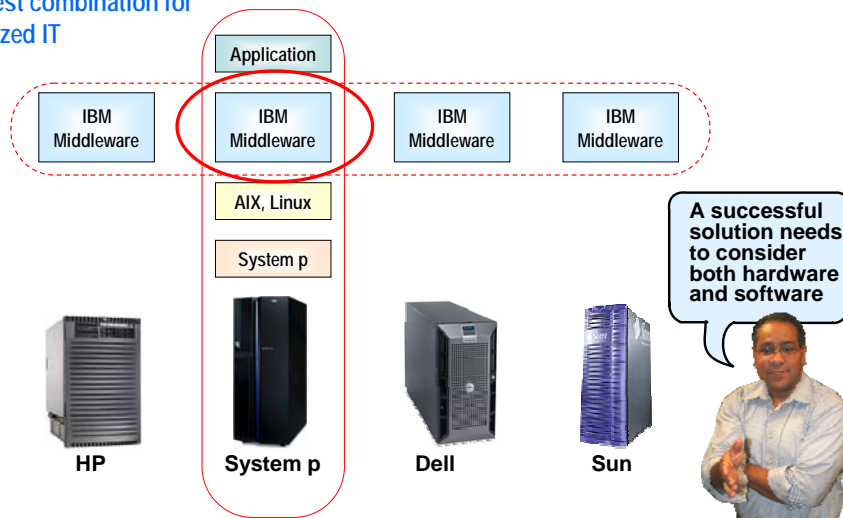 est combination for
zed IT
Application
IBM
Middleware
IBM
Middleware
IBM
Middleware
IBM
Middleware
AIX, Linux
System p
A successful
solution needs
to consider
both hardware
and software
HP
System p
Dell
Sun